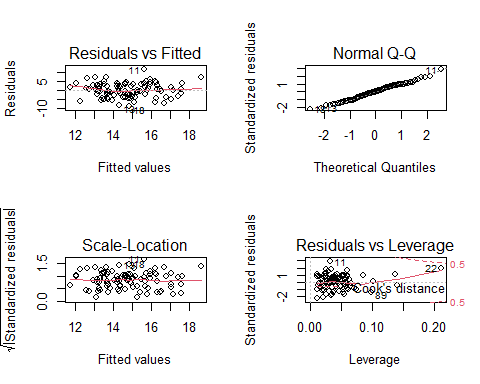 Residuals vs Fitted
Residuals
-10
5
11
12 14 16 18
Fitted values
Normal Q-Q
Standardized residuals
-2
1
11
-2 -1 0 1 2
Theoretical Quantiles
Scale-Location
√|Standardized residuals|
0.0
1.5
12 14 16 18
Fitted values
Residuals vs Leverage
Standardized residuals
-2
1
11
22
0.5
89
Cook's distance
0.5
0.00 0.10 0.20
Leverage